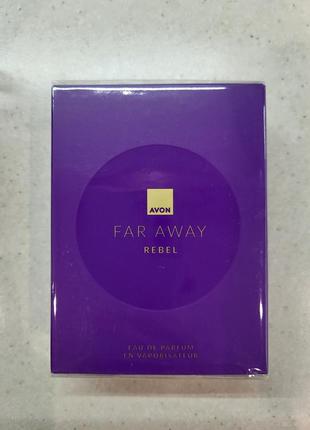 AVON
FAR AWAY
REBEL
EAU DE PARFUM
EN VAPORISATEUR